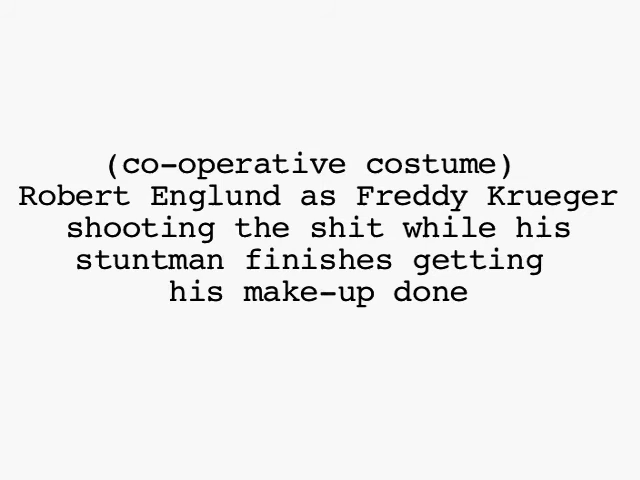 (co-operative costume)
Robert Englund as Freddy Krueger
shooting the shit while his
stuntman finishes getting
his make-up done